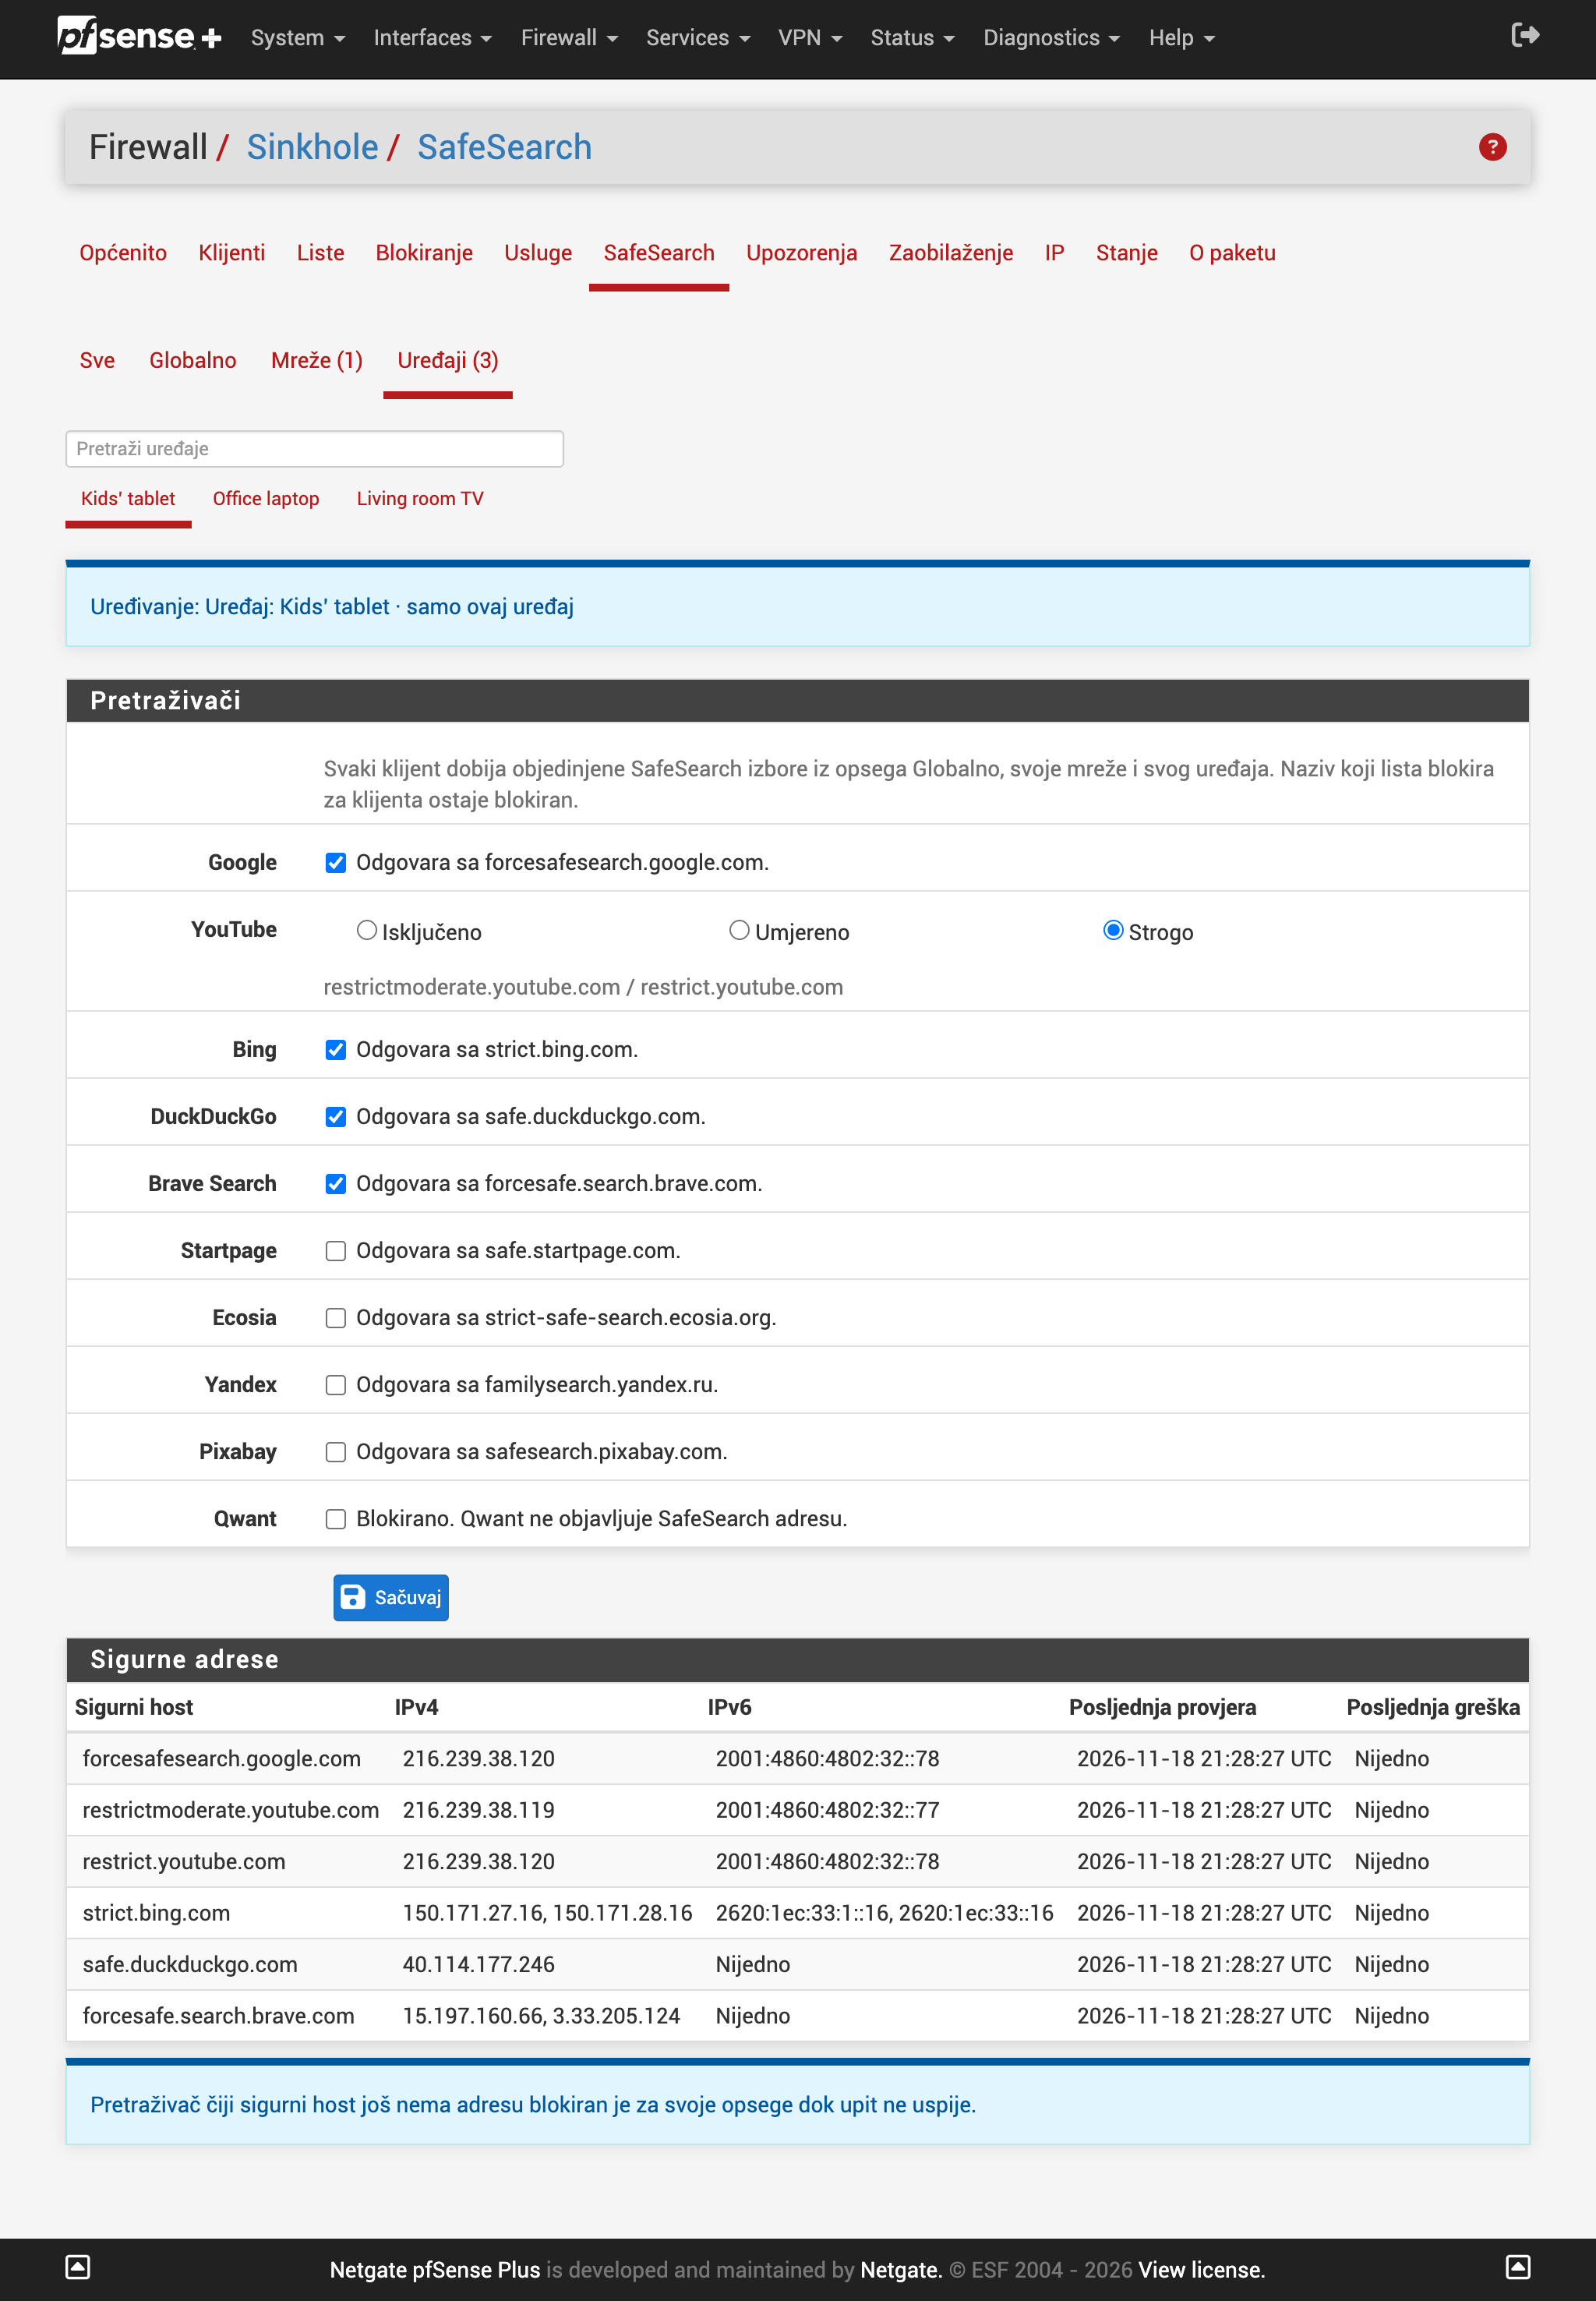 pfsense +
System Interfaces Firewall Services VPN Status Diagnostics Help
Firewall / Sinkhole / SafeSearch
?
Općenito Klijenti Liste Blokiranje Usluge SafeSearch Upozorenja Zaobilaženje IP Stanje O paketu
Sve Globalno Mreže (1) Uređaji (3)
Pretraži uređaje
Kids' tablet Office laptop Living room TV
Uređivanje: Uređaj: Kids' tablet · samo ovaj uređaj
Pretraživači
Svaki klijent dobija objedinjene SafeSearch izbore iz opsega Globalno, svoje mreže i svog uređaja. Naziv koji lista blokira
za klijenta ostaje blokiran.
Google Odgovara sa forcesafesearch.google.com.
YouTube Isključeno Umjereno Strogo
restrictmoderate.youtube.com / restrict.youtube.com
Bing Odgovara sa strict.bing.com.
DuckDuckGo Odgovara sa safe.duckduckgo.com.
Brave Search Odgovara sa forcesafe.search.brave.com.
Startpage Odgovara sa safe.startpage.com.
Ecosia Odgovara sa strict-safe-search.ecosia.org.
Yandex Odgovara sa familysearch.yandex.ru.
Pixabay Odgovara sa safesearch.pixabay.com.
Qwant Blokirano. Qwant ne objavljuje SafeSearch adresu.
Sačuvaj
Sigurne adrese
Sigurni host IPv4 IPv6 Posljednja provjera Posljednja greška
forcesafesearch.google.com 216.239.38.120 2001:4860:4802:32::78 2026-11-18 21:28:27 UTC Nijedno
restrictmoderate.youtube.com 216.239.38.119 2001:4860:4802:32::77 2026-11-18 21:28:27 UTC Nijedno
restrict.youtube.com 216.239.38.120 2001:4860:4802:32::78 2026-11-18 21:28:27 UTC Nijedno
strict.bing.com 150.171.27.16, 150.171.28.16 2620:1ec:33:1::16, 2620:1ec:33::16 2026-11-18 21:28:27 UTC Nijedno
safe.duckduckgo.com 40.114.177.246 Nijedno 2026-11-18 21:28:27 UTC Nijedno
forcesafe.search.brave.com 15.197.160.66, 3.33.205.124 Nijedno 2026-11-18 21:28:27 UTC Nijedno
Pretraživač čiji sigurni host još nema adresu blokiran je za svoje opsege dok upit ne uspije.
Netgate pfSense Plus is developed and maintained by Netgate. © ESF 2004 - 2026 View license.